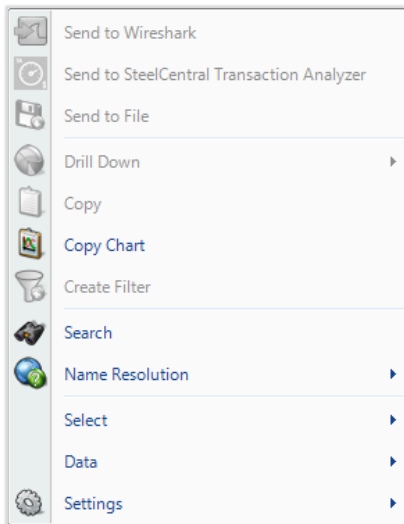 Send to Wireshark
Send to SteelCentral Transaction Analyzer
Send to File
Drill Down
Copy
Copy Chart
Create Filter
Search
Name Resolution
Select
Data
Settings